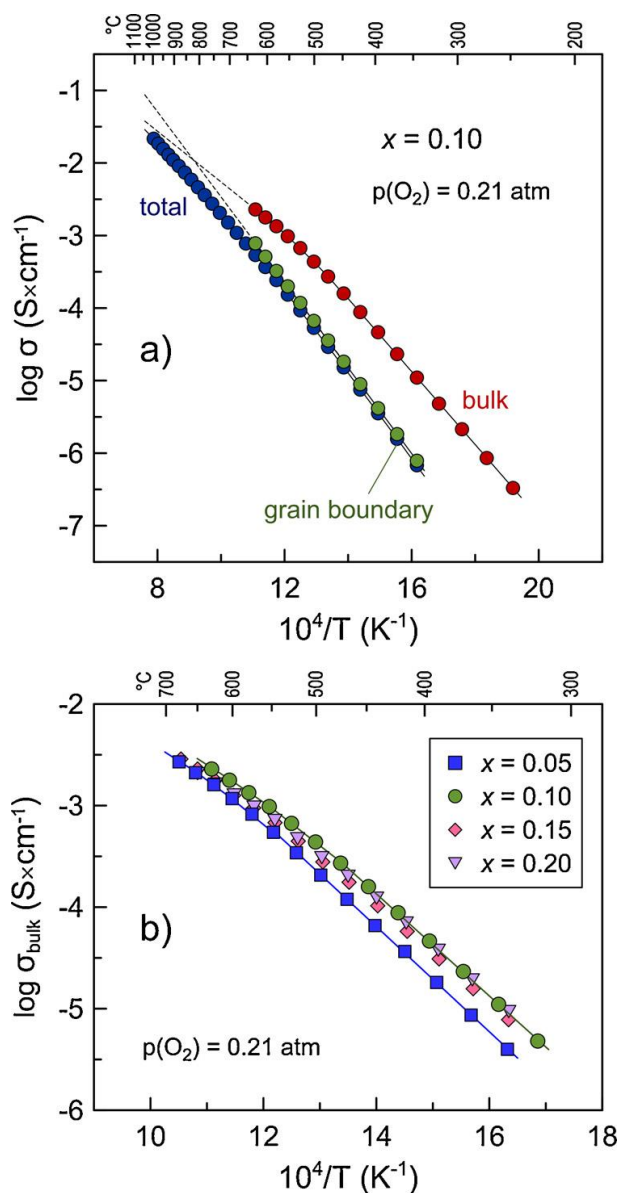 °C 1100 1000 900 800 700 600 500 400 300 200
-1
-2
-3
-4
-5
-6
-7
log σ (S×cm⁻¹)
x = 0.10
p(O₂) = 0.21 atm
total
a)
bulk
grain boundary
8 12 16 20
10⁴/T (K⁻¹)
°C 700 600 500 400 300
-2
-3
-4
-5
-6
log σbulk (S×cm⁻¹)
x = 0.05
x = 0.10
x = 0.15
x = 0.20
b)
p(O₂) = 0.21 atm
10 12 14 16 18
10⁴/T (K⁻¹)